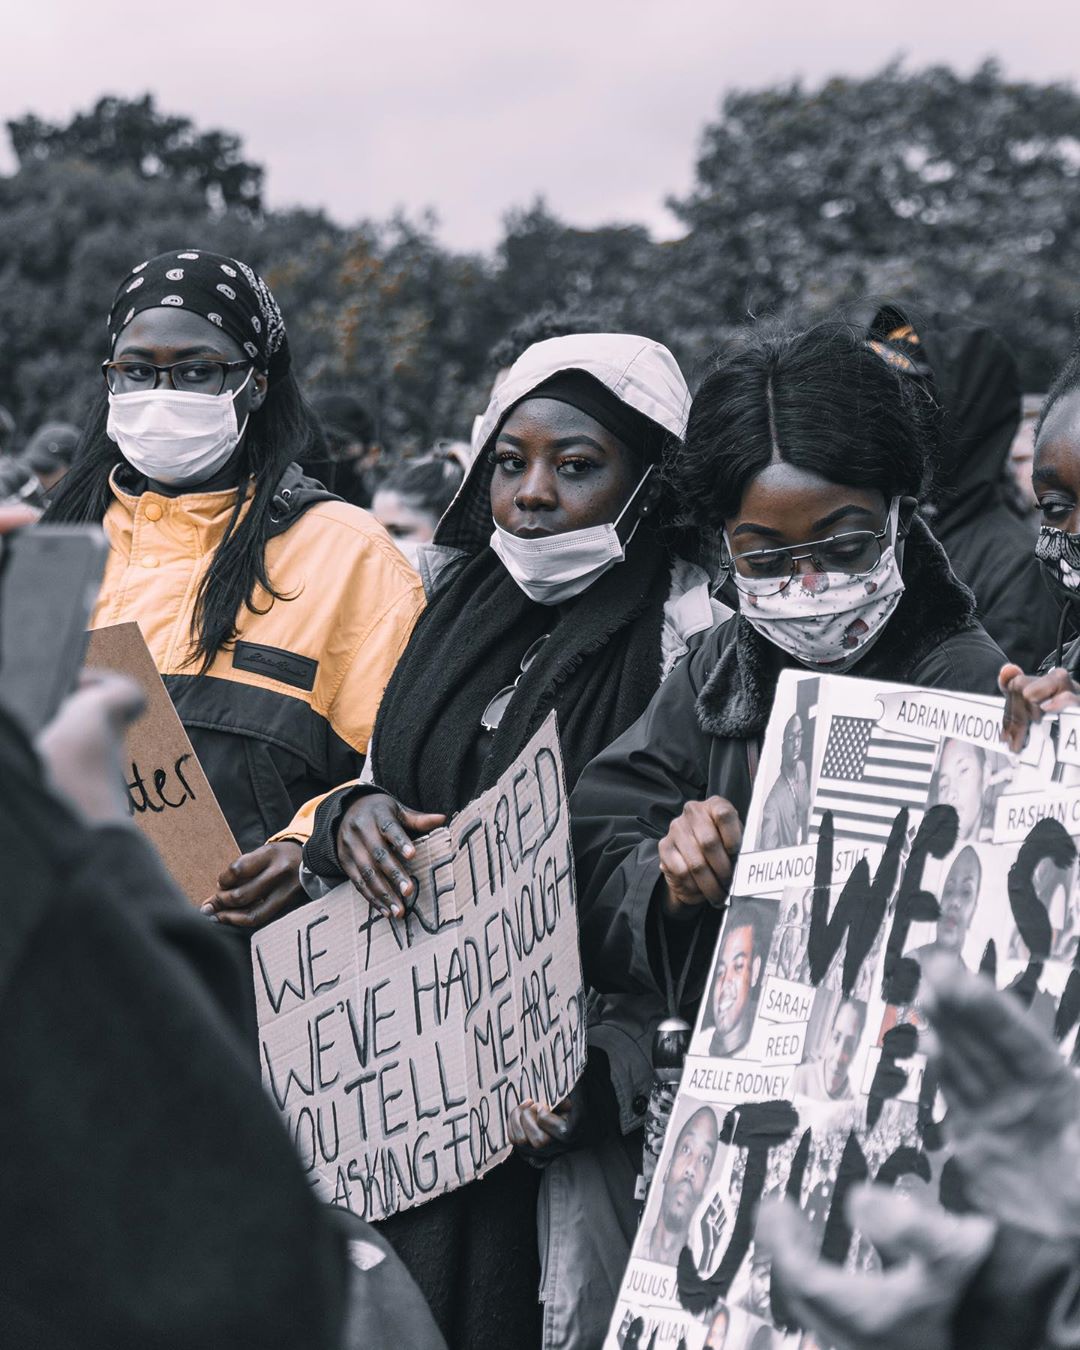 tter
WE ARE TIRED
WE'VE HAD ENOUGH
YOU TELL ME, ARE
ASKING FOR TOO MUCH?
ADRIAN MCDON
RASHAN C
PHILANDO STILE
WE S
SARAH
REED
AZELLE RODNEY
JULIUS